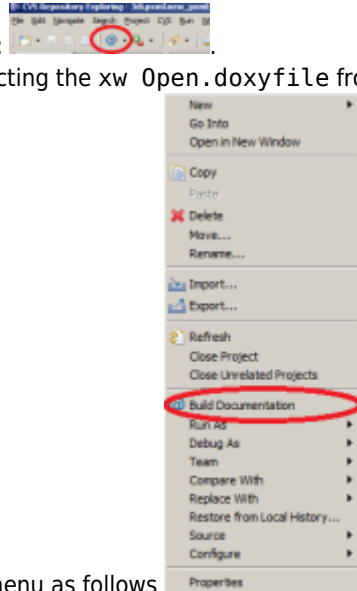 CVS Repository Exploring
File Edit Navigate Search Project CVS Run
cting the xw Open.doxyfile fro
New
Go Into
Open in New Window
Copy
Paste
Delete
Move...
Rename...
Import...
Export...
Refresh
Close Project
Close Unrelated Projects
Build Documentation
Run As
Debug As
Team
Compare With
Replace With
Restore from Local History...
Source
Configure
Properties
enu as follows